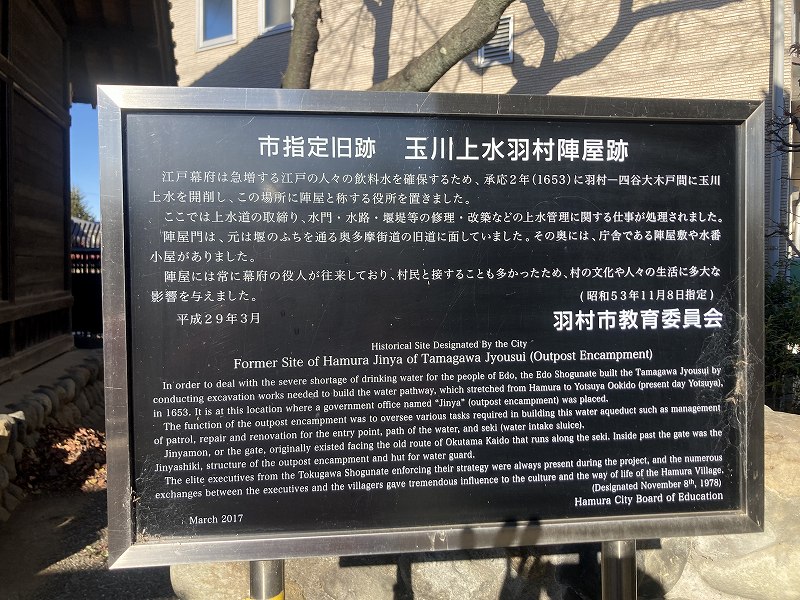 市指定旧跡　玉川上水羽村陣屋跡
江戸幕府は急増する江戸の人々の飲料水を確保するため、承応2年(1653)に羽村―四谷大木戸間に玉川
上水を開削し、この場所に陣屋と称する役所を置きました。
ここでは上水道の取締り、水門・水路・堰堤等の修理・改築などの上水管理に関する仕事が処理されました。
陣屋門は、元は堰のふちを通る奥多摩街道の旧道に面していました。その奥には、庁舎である陣屋敷や水番
小屋がありました。
陣屋には常に幕府の役人が往来しており、村民と接することも多かったため、村の文化や人々の生活に多大な
影響を与えました。
(昭和53年11月8日指定)
平成29年3月
羽村市教育委員会
Historical Site Designated By the City
Former Site of Hamura Jinya of Tamagawa Jyousui (Outpost Encampment)
In order to deal with the severe shortage of drinking water for the people of Edo, the Edo Shogunate built the Tamagawa Jyousui by
conducting excavation works needed to build the water pathway, which stretched from Hamura to Yotsuya Ookido (present day Yotsuya),
in 1653. It is at this location where a government office named "Jinya" (outpost encampment) was placed.
The function of the outpost encampment was to oversee various tasks required in building this water aqueduct such as management
of patrol, repair and renovation for the entry point, path of the water, and seki (water intake sluice).
Jinyamon, or the gate, originally existed facing the old route of Okutama Kaido that runs along the seki. Inside past the gate was the
Jinyashiki, structure of the outpost encampment and hut for water guard.
The elite executives from the Tokugawa Shogunate enforcing their strategy were always present during the project, and the numerous
exchanges between the executives and the villagers gave tremendous influence to the culture and the way of life of the Hamura Village.
(Designated November 8th, 1978)
Hamura City Board of Education
March 2017